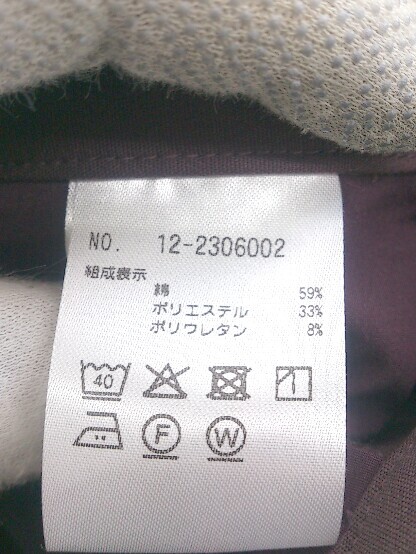 NO. 12-2306002
組成表示
綿 59%
ポリエステル 33%
ポリウレタン 8%
40
F W